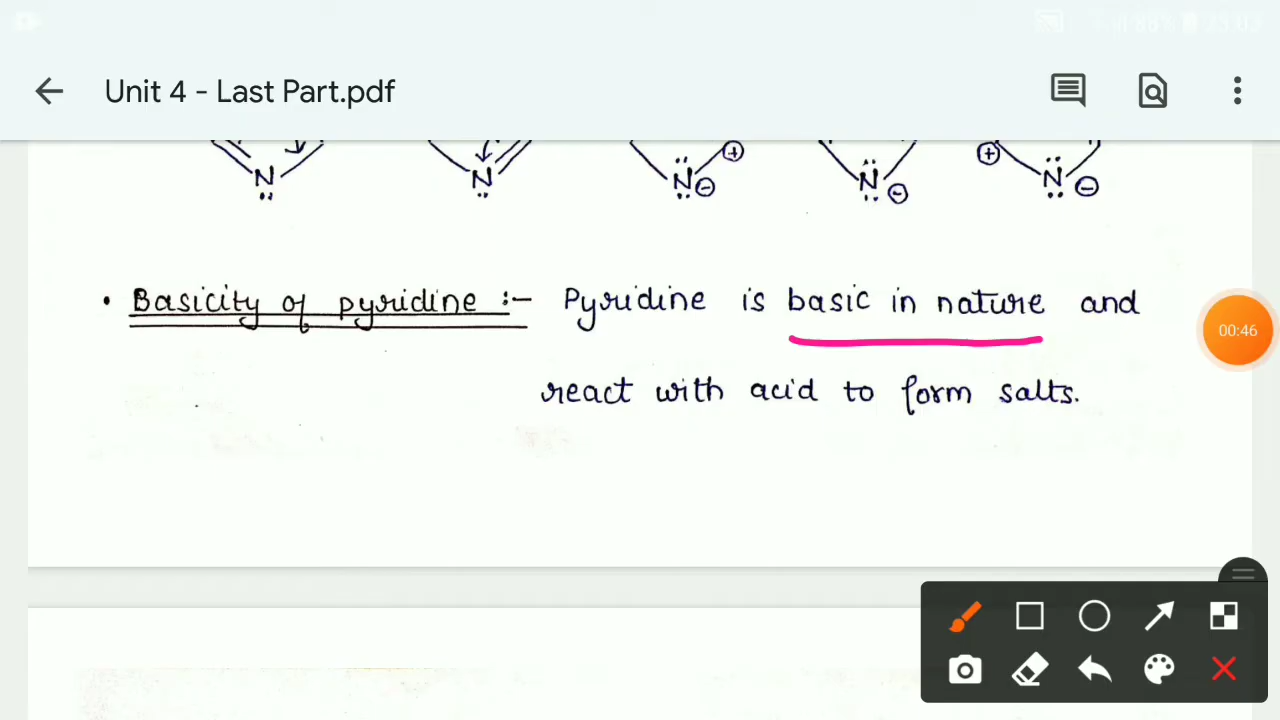 Unit 4 - Last Part.pdf
N N N⊖ ⊕ N⊖ ⊕ N⊖
• Basicity of pyridine :- Pyridine is basic in nature and
react with acid to form salts.
00:46